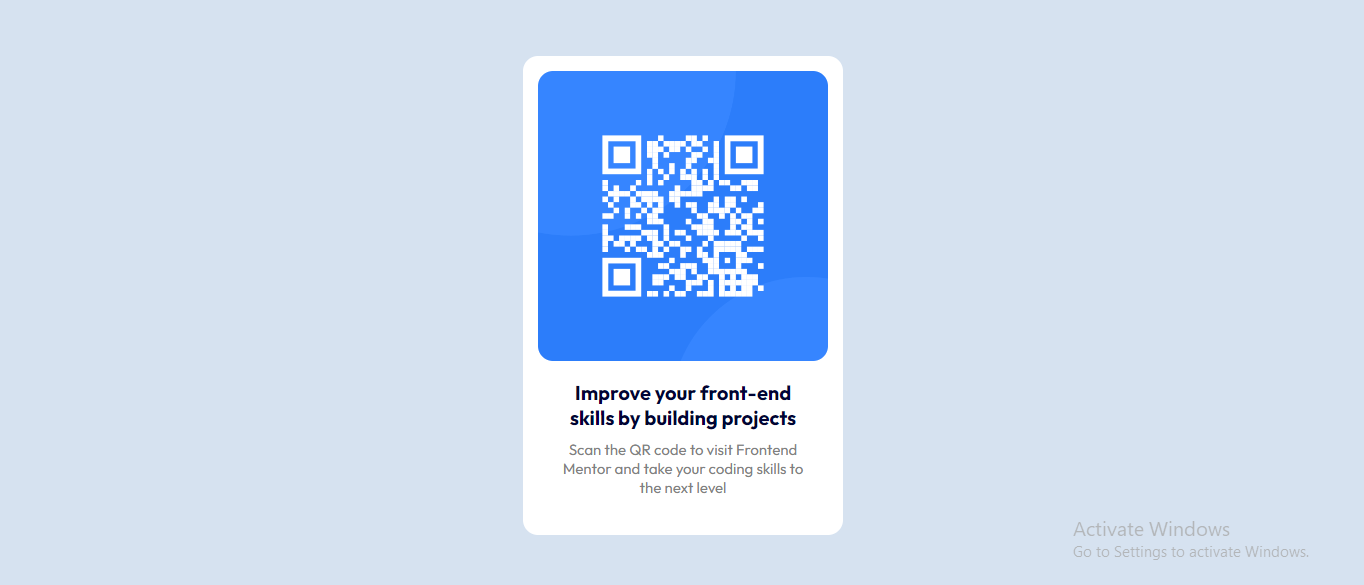 Improve your front-end
skills by building projects
Scan the QR code to visit Frontend
Mentor and take your coding skills to
the next level
Activate Windows
Go to Settings to activate Windows.